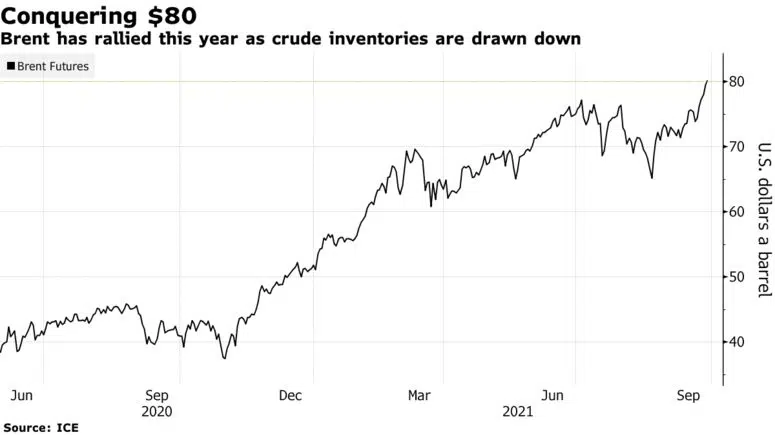 Conquering $80
Brent has rallied this year as crude inventories are drawn down
Brent Futures
80
70
60
50
40
U.S. dollars a barrel
Jun Sep Dec Mar Jun Sep
2020 2021
Source: ICE